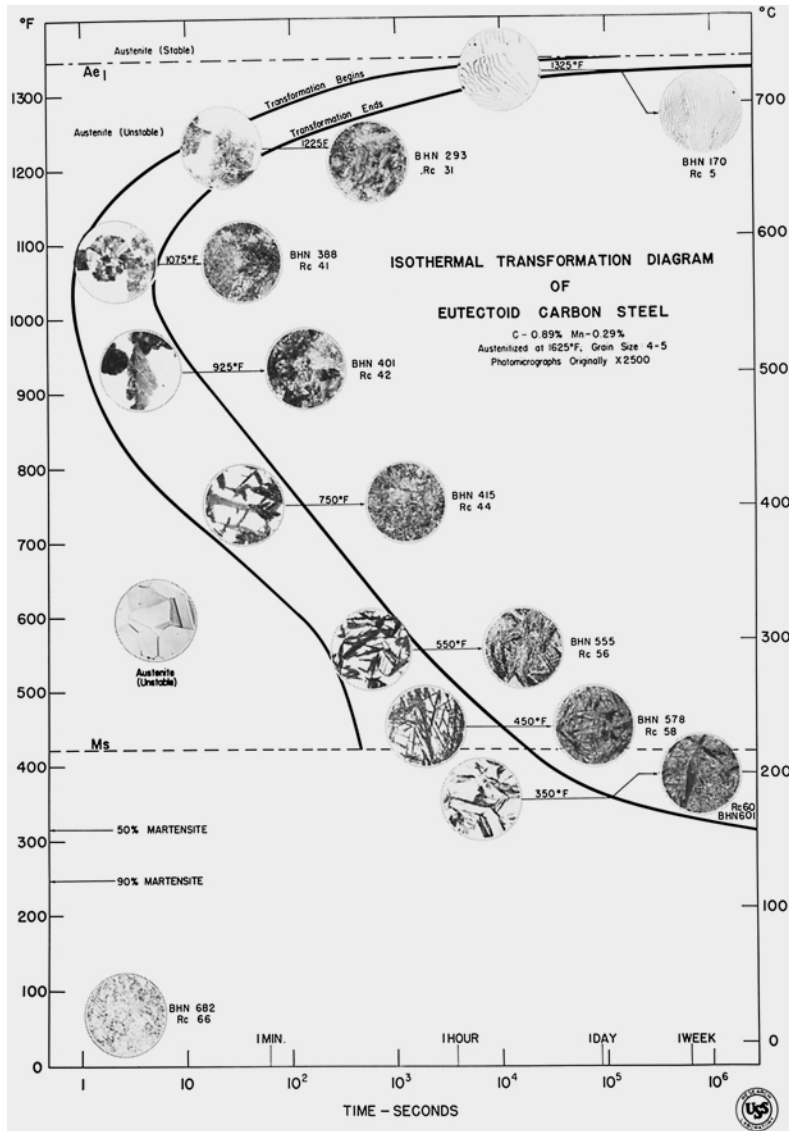 °F
°C
Austenite (Stable)
Ae1
1325°F
1300
700
Transformation Begins
Austenite (Unstable)
Transformation Ends
1225F
BHN 293
Rc 31
BHN 170
Rc 5
1200
1100
600
1075°F
BHN 388
Rc 41
ISOTHERMAL TRANSFORMATION DIAGRAM
OF
EUTECTOID CARBON STEEL
C-0.89% Mn-0.29%
Austenitized at 1625°F, Grain Size 4-5
Photomicrographs Originally X2500
1000
925°F
BHN 401
Rc 42
500
900
800
750°F
BHN 415
Rc 44
400
700
600
Austenite
(Unstable)
550°F
BHN 555
Rc 56
300
500
450°F
BHN 578
Rc 58
Ms
400
350°F
Rc60
BHN601
200
50% MARTENSITE
300
90% MARTENSITE
200
100
100
BHN 682
Rc 66
1 MIN.
1 HOUR
1 DAY
1 WEEK
0
0
1
10
10²
10³
10⁴
10⁵
10⁶
TIME – SECONDS
RESEARCH
USS
LABORATORY